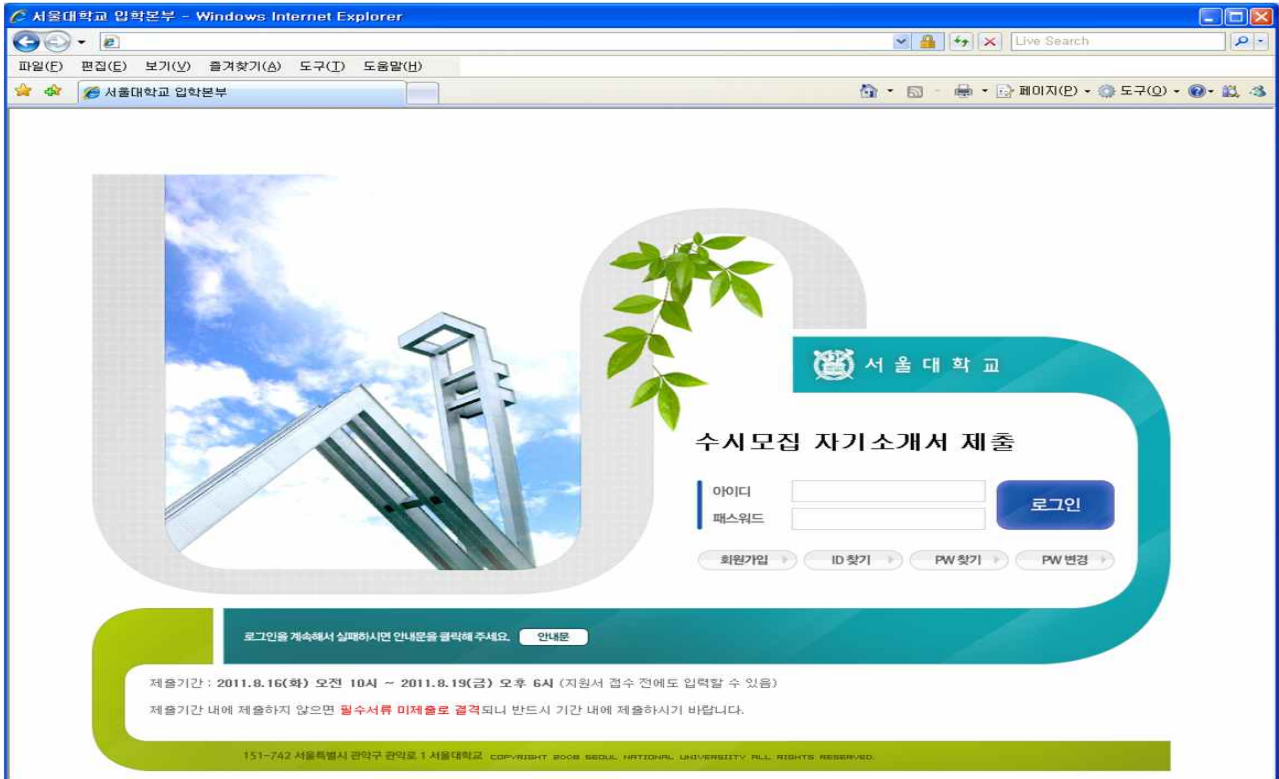 서울대학교 입학본부 - Windows Internet Explorer
Live Search
파일(F) 편집(E) 보기(V) 즐겨찾기(A) 도구(T) 도움말(H)
서울대학교 입학본부 페이지(P) 도구(O)
서울대학교
수시모집 자기소개서 제출
아이디
패스워드
로그인
회원가입 ID 찾기 PW 찾기 PW 변경
로그인을 계속해서 실패하시면 안내문을 클릭해 주세요. 안내문
제출기간 : 2011.8.16(화) 오전 10시 ~ 2011.8.19(금) 오후 6시 (지원서 접수 전에도 입력할 수 있음)
제출기간 내에 제출하지 않으면 필수서류 미제출로 결격되니 반드시 기간 내에 제출하시기 바랍니다.
151-742 서울특별시 관악구 관악로 1 서울대학교 COPYRIGHT 2008 SEOUL NATIONAL UNIVERSIITY ALL RIGHTS RESERVED.